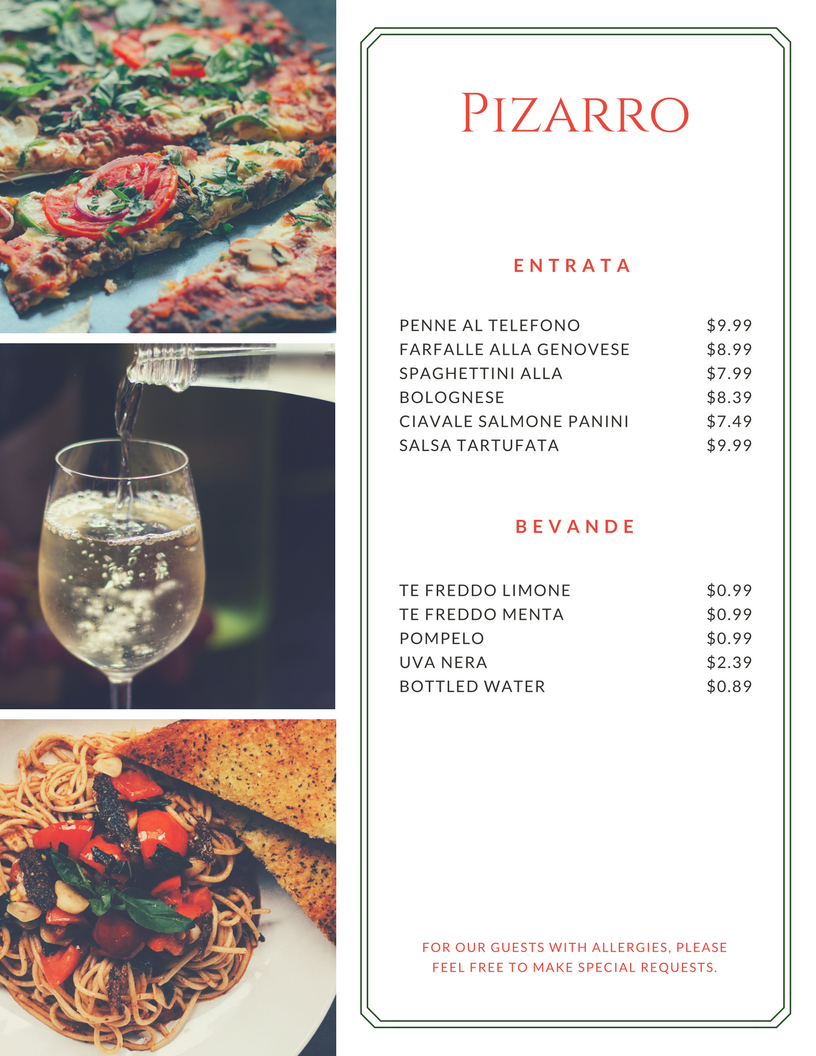 Pizarro
ENTRATA
PENNE AL TELEFONO $9.99
FARFALLE ALLA GENOVESE $8.99
SPAGHETTINI ALLA $7.99
BOLOGNESE $8.39
CIAVALE SALMONE PANINI $7.49
SALSA TARTUFATA $9.99
BEVANDE
TE FREDDO LIMONE $0.99
TE FREDDO MENTA $0.99
POMPELO $0.99
UVA NERA $2.39
BOTTLED WATER $0.89
FOR OUR GUESTS WITH ALLERGIES, PLEASE
FEEL FREE TO MAKE SPECIAL REQUESTS.